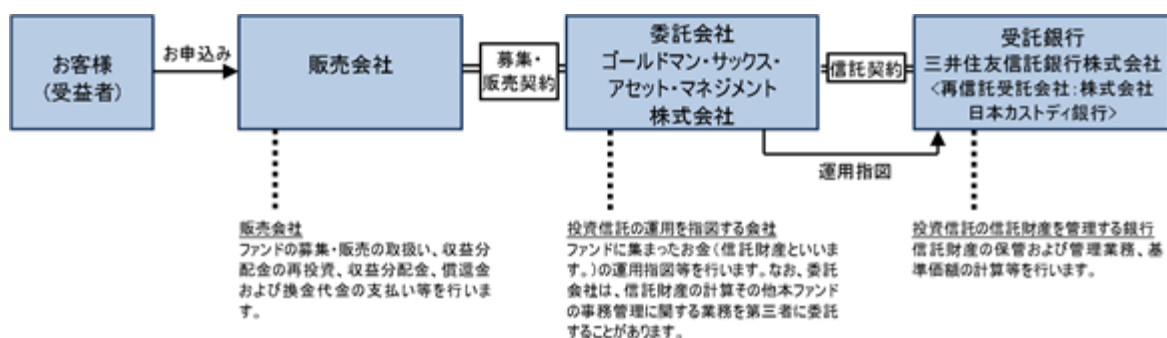 お客様
(受益者)
お申込み
販売会社
募集・
販売契約
委託会社
ゴールドマン・サックス・
アセット・マネジメント
株式会社
信託契約
受託銀行
三井住友信託銀行株式会社
<再信託受託会社:株式会社
日本カストディ銀行>
運用指図
販売会社
ファンドの募集・販売の取扱い、収益分
配金の再投資、収益分配金、償還金
および換金代金の支払い等を行いま
す。
投資信託の運用を指図する会社
ファンドに集まったお金(信託財産といいま
す。)の運用指図等を行います。なお、委託
会社は、信託財産の計算その他本ファンド
の事務管理に関する業務を第三者に委託
することがあります。
投資信託の信託財産を管理する銀行
信託財産の保管および管理業務、基
準価額の計算等を行います。